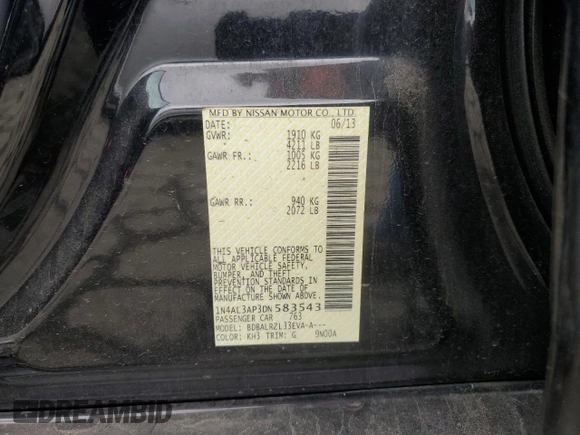 MFD BY NISSAN MOTOR CO., LTD.
DATE: 06/13
GVWR: 1910 KG
4211 LB
GAWR FR.: 1005 KG
2216 LB
GAWR RR.: 940 KG
2072 LB
THIS VEHICLE CONFORMS TO
ALL APPLICABLE FEDERAL
MOTOR VEHICLE SAFETY,
BUMPER, AND THEFT
PREVENTION STANDARDS IN
EFFECT ON THE DATE OF
MANUFACTURE SHOWN ABOVE.
1N4AL3AP3DN583543
PASSENGER CAR 763
MODEL: BDBALRZL33EVA-A---
COLOR: KH3 TRIM: G 9N00A
DREAMBID